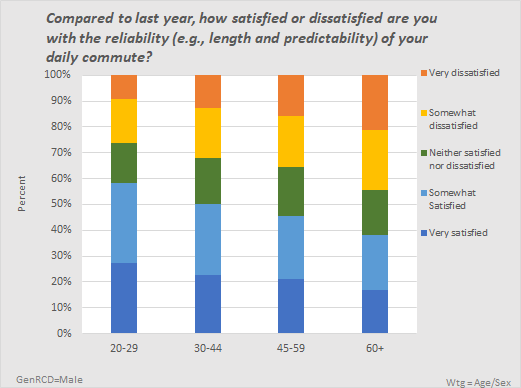 Compared to last year, how satisfied or dissatisfied are you
with the reliability (e.g., length and predictability) of your
daily commute?
100%
90%
80%
70%
60%
50%
40%
30%
20%
10%
0%
Percent
20-29
30-44
45-59
60+
Very dissatisfied
Somewhat
dissatisfied
Neither satisfied
nor dissatisfied
Somewhat
Satisfied
Very satisfied
GenRCD=Male
Wtg = Age/Sex